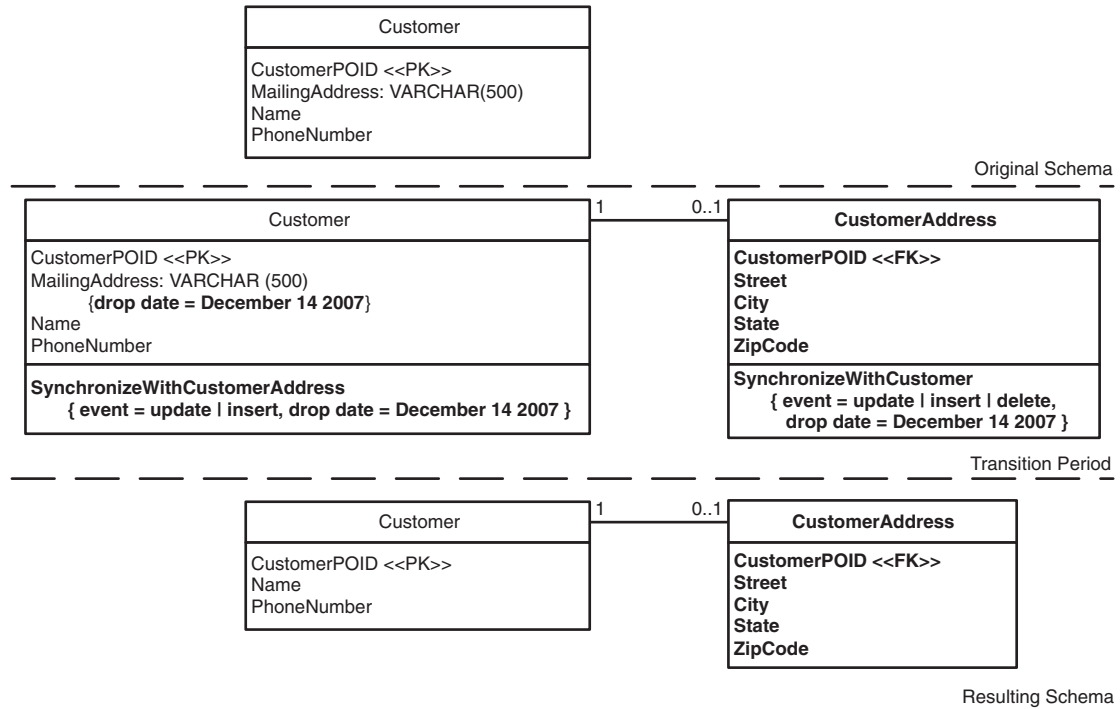 Customer
CustomerPOID <<PK>>
MailingAddress: VARCHAR(500)
Name
PhoneNumber
Original Schema
Customer
CustomerPOID <<PK>>
MailingAddress: VARCHAR (500)
{drop date = December 14 2007}
Name
PhoneNumber
SynchronizeWithCustomerAddress
{ event = update | insert, drop date = December 14 2007 }
1
0..1
CustomerAddress
CustomerPOID <<FK>>
Street
City
State
ZipCode
SynchronizeWithCustomer
{ event = update | insert | delete,
drop date = December 14 2007 }
Transition Period
Customer
CustomerPOID <<PK>>
Name
PhoneNumber
1
0..1
CustomerAddress
CustomerPOID <<FK>>
Street
City
State
ZipCode
Resulting Schema